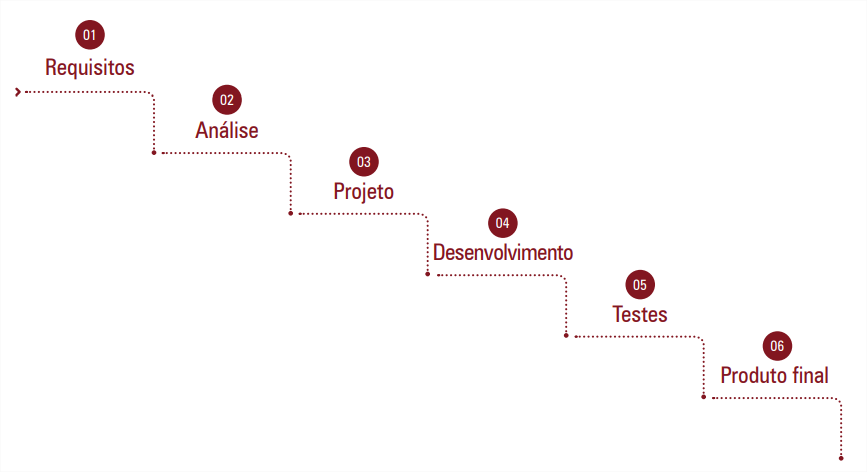 01
Requisitos
02
Análise
03
Projeto
04
Desenvolvimento
05
Testes
06
Produto final